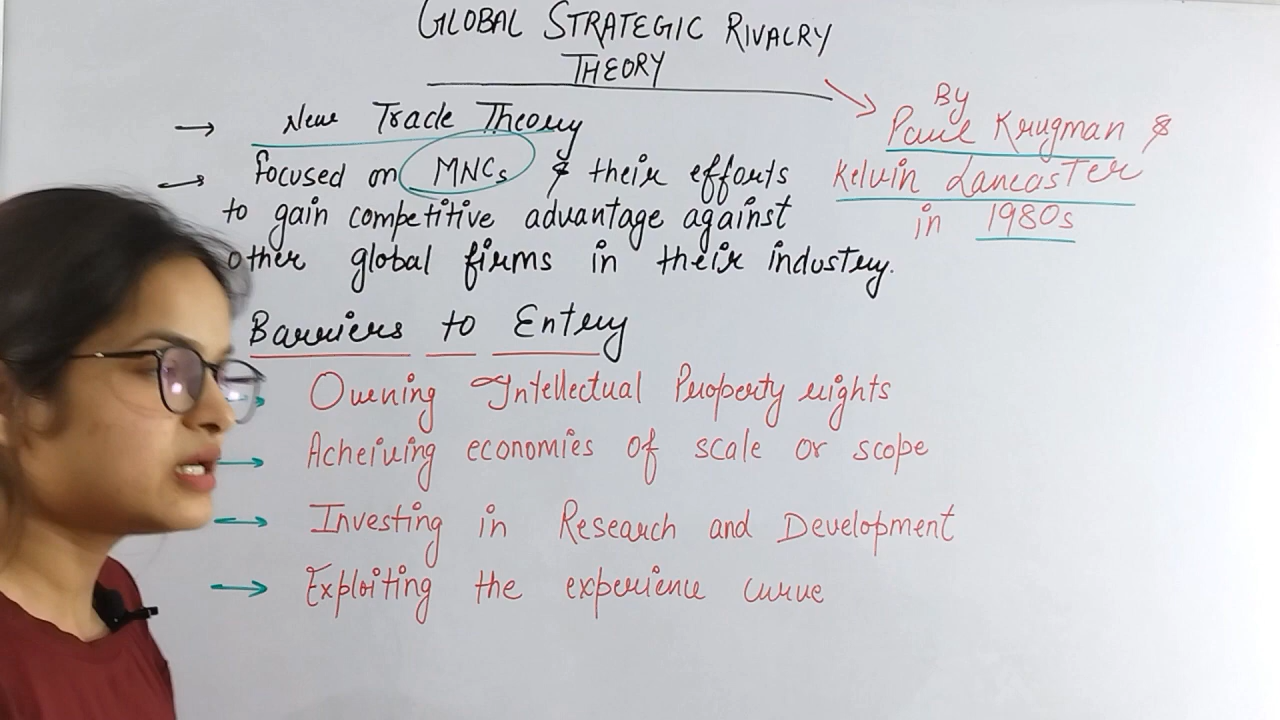 GLOBAL STRATEGIC RIVALRY
THEORY
By
Paul Krugman &
Kelvin Lancaster
in 1980s
→ New Trade Theory
→ focused on MNCs & their efforts
to gain competitive advantage against
other global firms in their industry.
Barriers to Entry
→ Owning Intellectual Property rights
→ Acheiving economies of scale or scope
→ Investing in Research and Development
→ Exploiting the experience curve